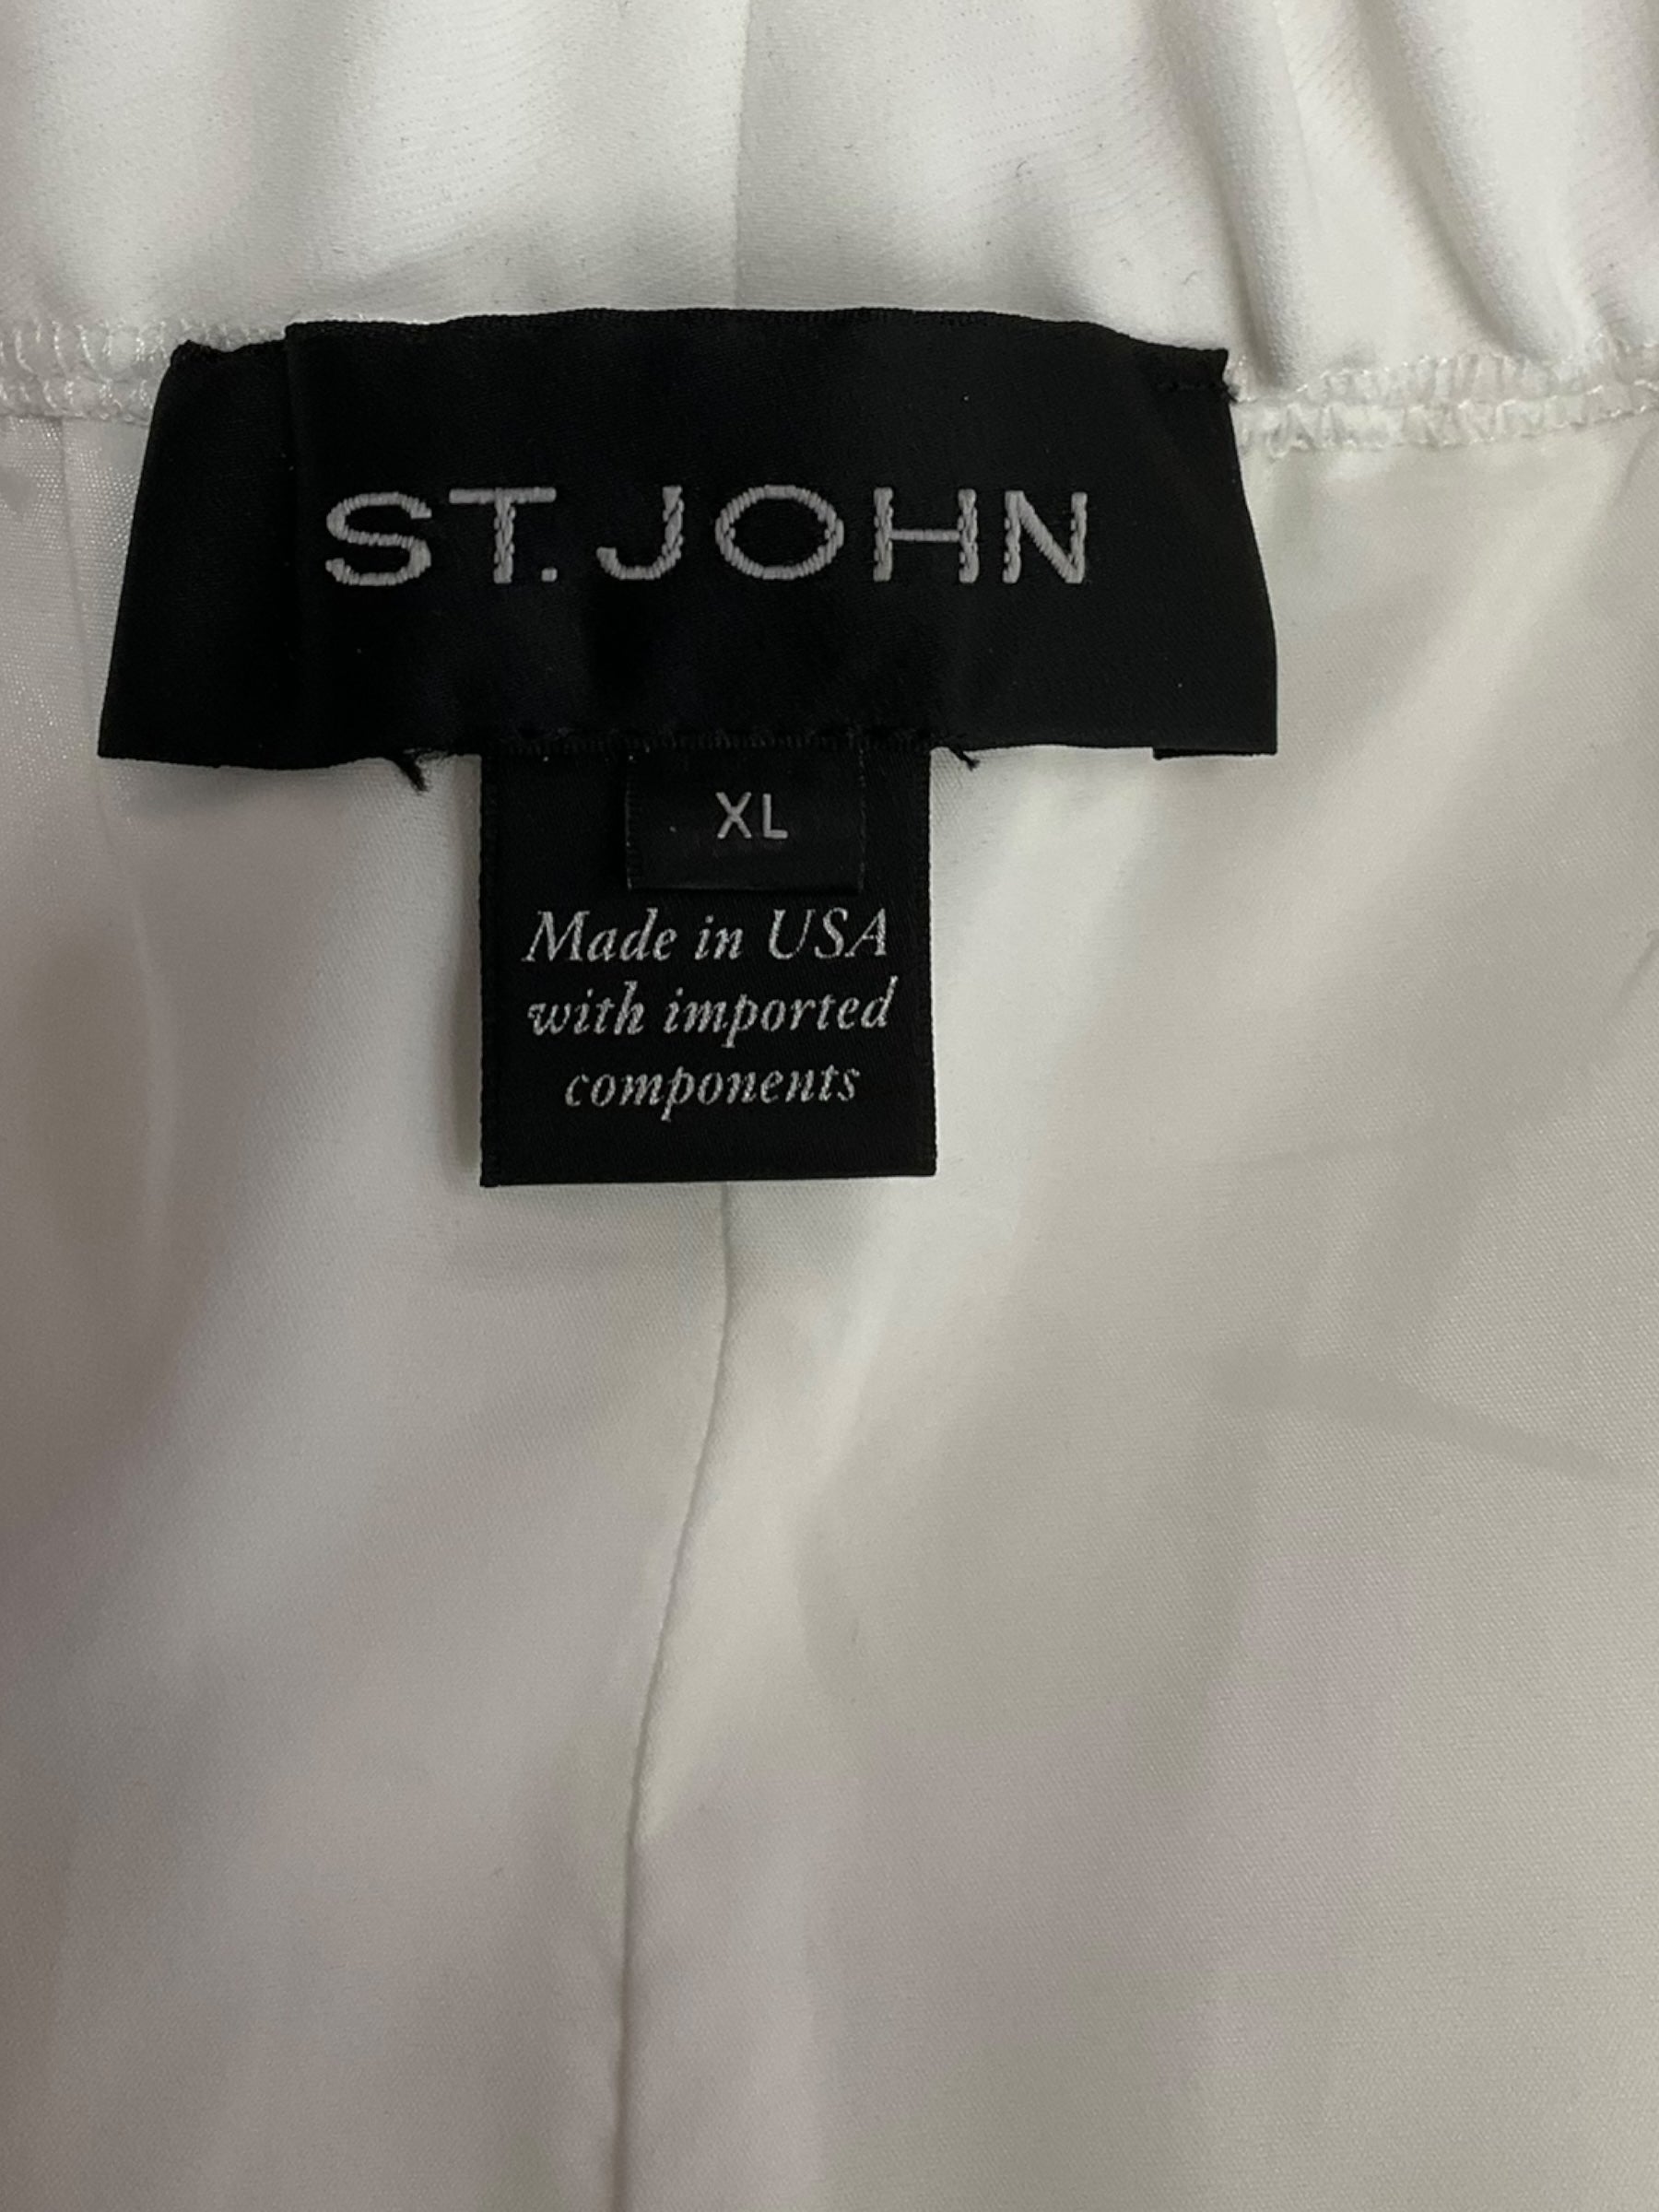 ST. JOHN
XL
Made in USA
with imported
components